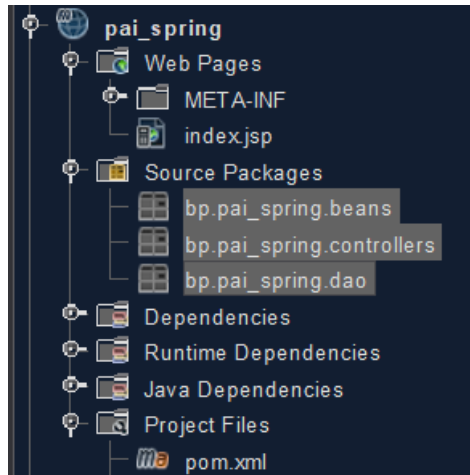 pai_spring
Web Pages
META-INF
index.jsp
Source Packages
bp.pai_spring.beans
bp.pai_spring.controllers
bp.pai_spring.dao
Dependencies
Runtime Dependencies
Java Dependencies
Project Files
pom.xml